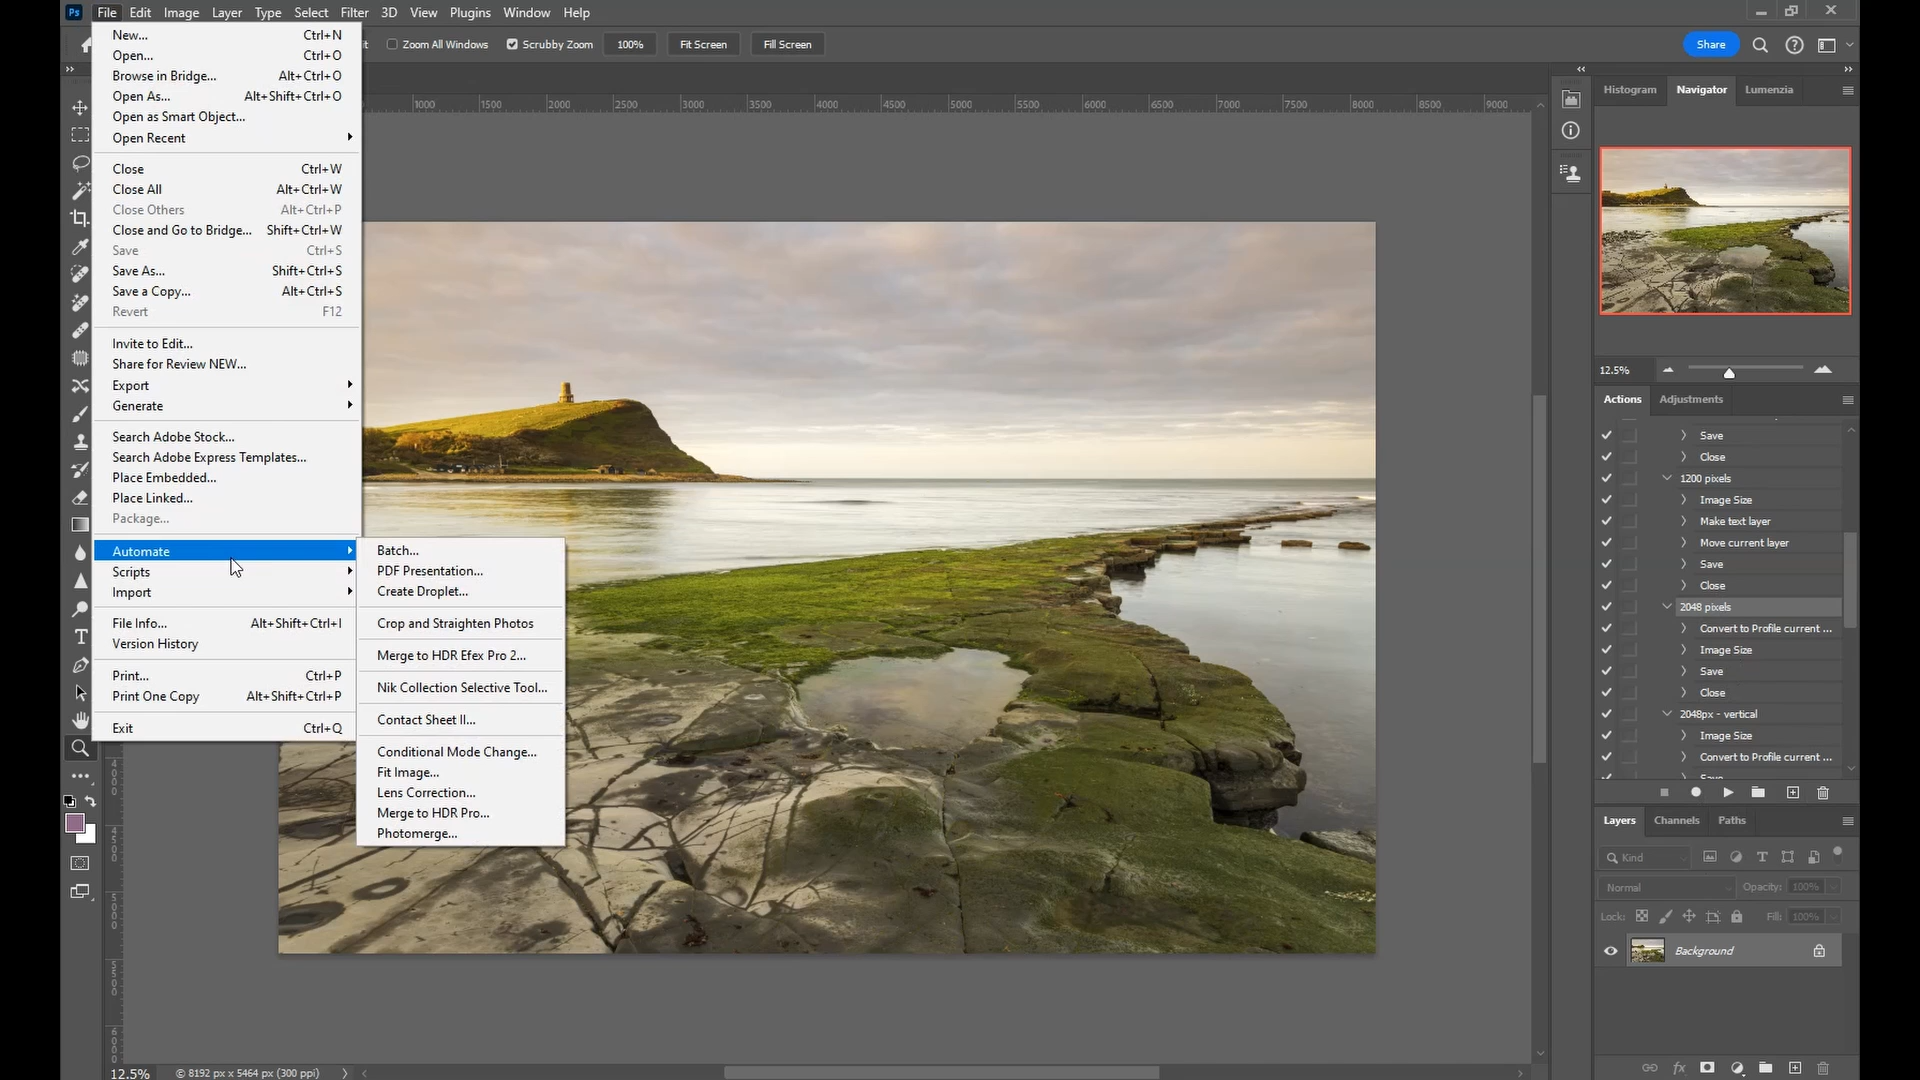 Ps File Edit Image Layer Type Select Filter 3D View Plugins Window Help
Zoom All Windows Scrubby Zoom 100% Fit Screen Fill Screen Share
New... Ctrl+N
Open... Ctrl+O
Browse in Bridge... Alt+Ctrl+O
Open As... Alt+Shift+Ctrl+O
Open as Smart Object...
Open Recent
Close Ctrl+W
Close All Alt+Ctrl+W
Close Others Alt+Ctrl+P
Close and Go to Bridge... Shift+Ctrl+W
Save Ctrl+S
Save As... Shift+Ctrl+S
Save a Copy... Alt+Ctrl+S
Revert F12
Invite to Edit...
Share for Review NEW...
Export
Generate
Search Adobe Stock...
Search Adobe Express Templates...
Place Embedded...
Place Linked...
Package...
Automate
Scripts
Import
File Info... Alt+Shift+Ctrl+I
Version History
Print... Ctrl+P
Print One Copy Alt+Shift+Ctrl+P
Exit Ctrl+Q
Batch...
PDF Presentation...
Create Droplet...
Crop and Straighten Photos
Merge to HDR Efex Pro 2...
Nik Collection Selective Tool...
Contact Sheet II...
Conditional Mode Change...
Fit Image...
Lens Correction...
Merge to HDR Pro...
Photomerge...
1000 1500 2000 2500 3000 3500 4000 4500 5000 5500 6000 6500 7000 7500 8000 8500 9000
4000
4500
5000
5500
6000
12.5% © 8192 px x 5464 px (300 ppi)
Histogram Navigator Lumenzia
12.5%
Actions Adjustments
Save
Close
1200 pixels
Image Size
Make text layer
Move current layer
Save
Close
2048 pixels
Convert to Profile current ...
Image Size
Save
Close
2048px - vertical
Image Size
Convert to Profile current ...
Layers Channels Paths
Kind
Normal Opacity: 100%
Lock: Fill: 100%
Background
fx